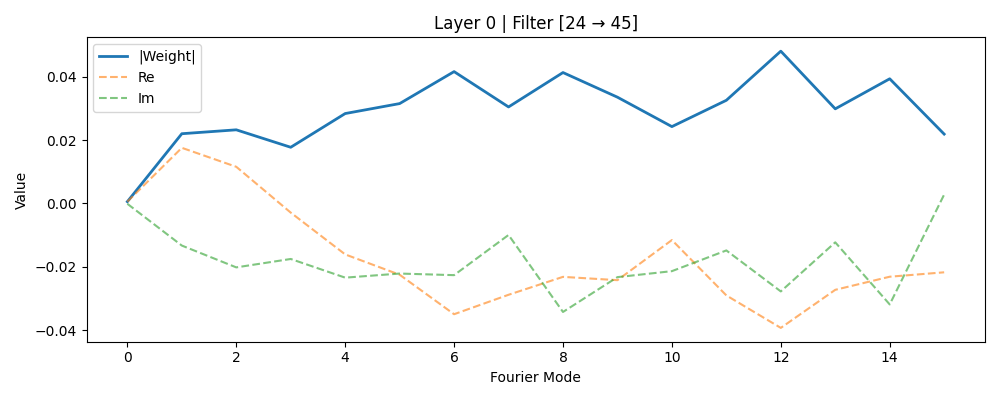 Layer 0 | Filter [24 → 45]
|Weight|
Re
Im
0.04
0.02
0.00
−0.02
−0.04
Value
0 2 4 6 8 10 12 14
Fourier Mode